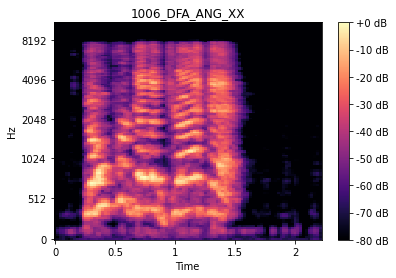 1006_DFA_ANG_XX
8192
4096
2048
1024
512
0
Hz
0
0.5
1
1.5
2
Time
+0 dB
-10 dB
-20 dB
-30 dB
-40 dB
-50 dB
-60 dB
-70 dB
-80 dB